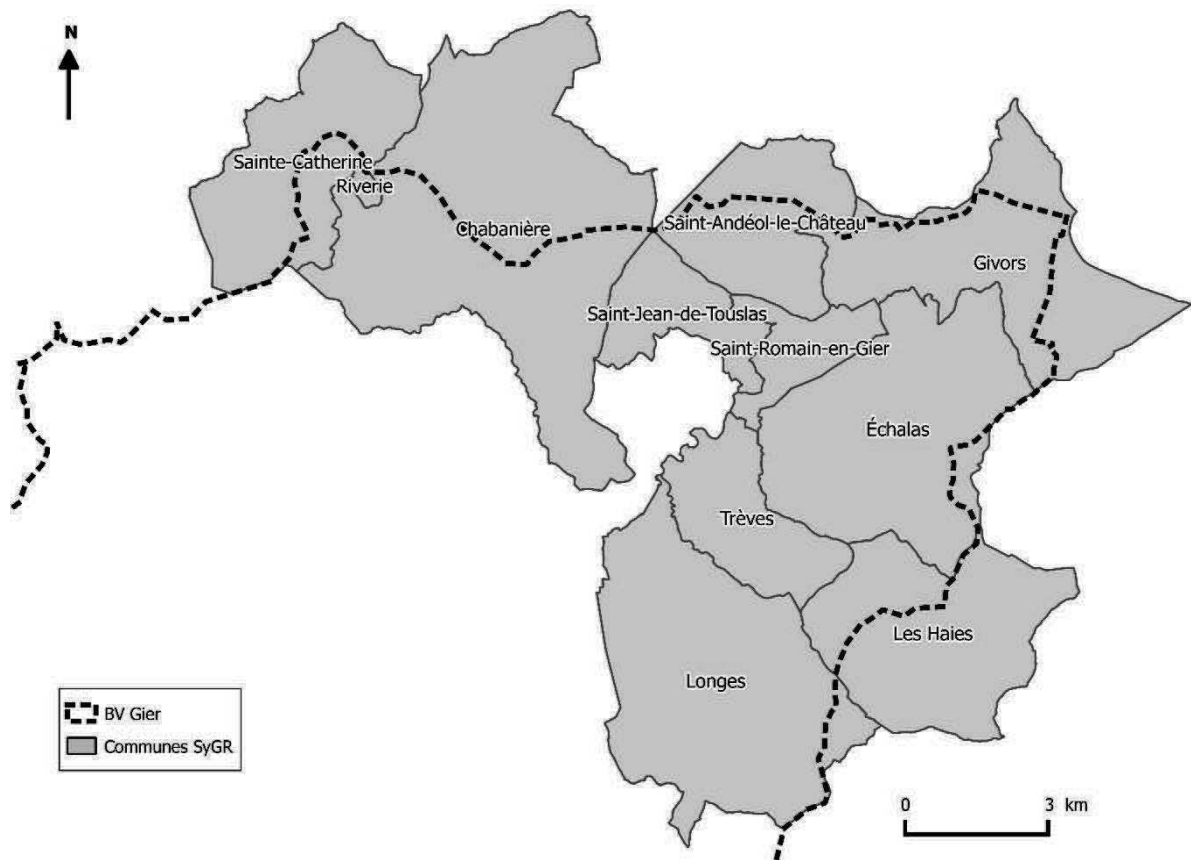 N
Sainte-Catherine
Riverie
Chabanière
Saint-Andéol-le-Château
Givors
Saint-Jean-de-Touslas
Saint-Romain-en-Gier
Échalas
Trèves
Les Haies
Longes
BV Gier
Communes SyGR
0 3 km